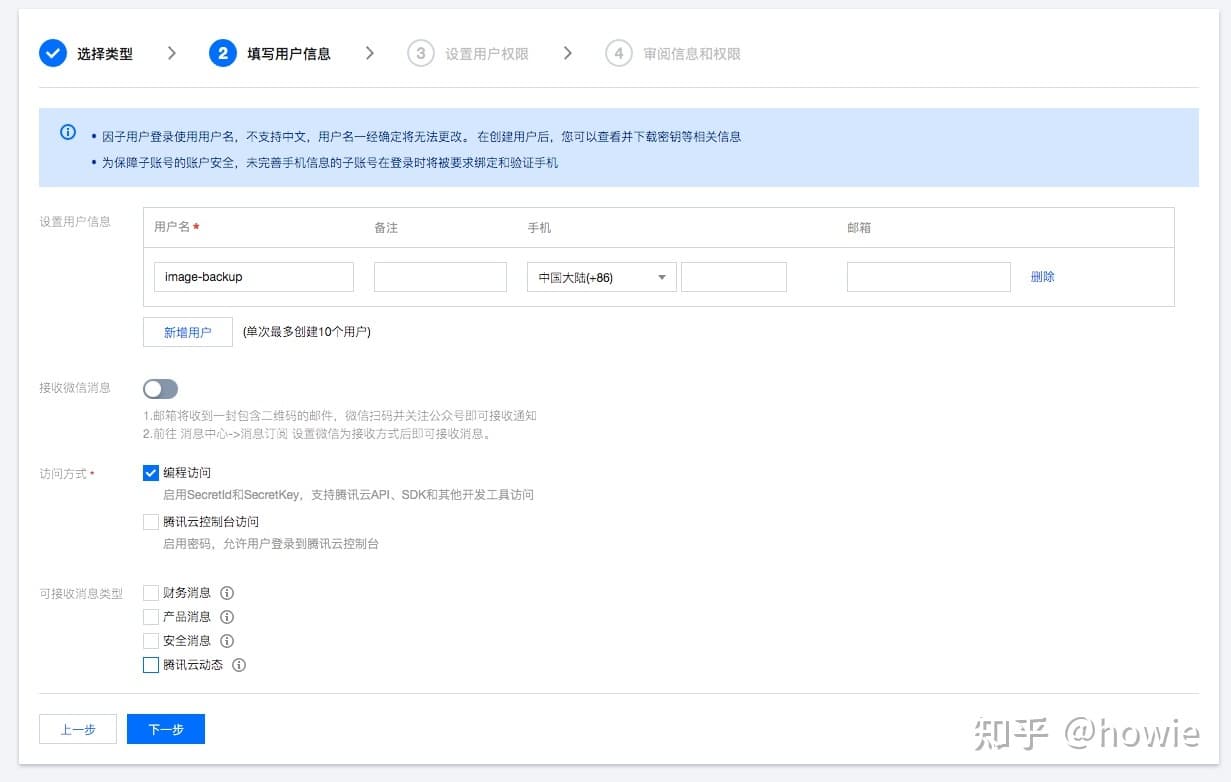 选择类型
2 填写用户信息
3 设置用户权限
4 审阅信息和权限
• 因子用户登录使用用户名，不支持中文，用户名一经确定将无法更改。 在创建用户后，您可以查看并下载密钥等相关信息
• 为保障子账号的账户安全，未完善手机信息的子账号在登录时将被要求绑定和验证手机
设置用户信息
用户名* 备注 手机 邮箱
image-backup 中国大陆(+86) 删除
新增用户 (单次最多创建10个用户)
接收微信消息
1.邮箱将收到一封包含二维码的邮件，微信扫码并关注公众号即可接收通知
2.前往 消息中心->消息订阅 设置微信为接收方式后即可接收消息。
访问方式* 编程访问
启用SecretId和SecretKey，支持腾讯云API、SDK和其他开发工具访问
腾讯云控制台访问
启用密码，允许用户登录到腾讯云控制台
可接收消息类型 财务消息
产品消息
安全消息
腾讯云动态
上一步 下一步
知乎 @howie